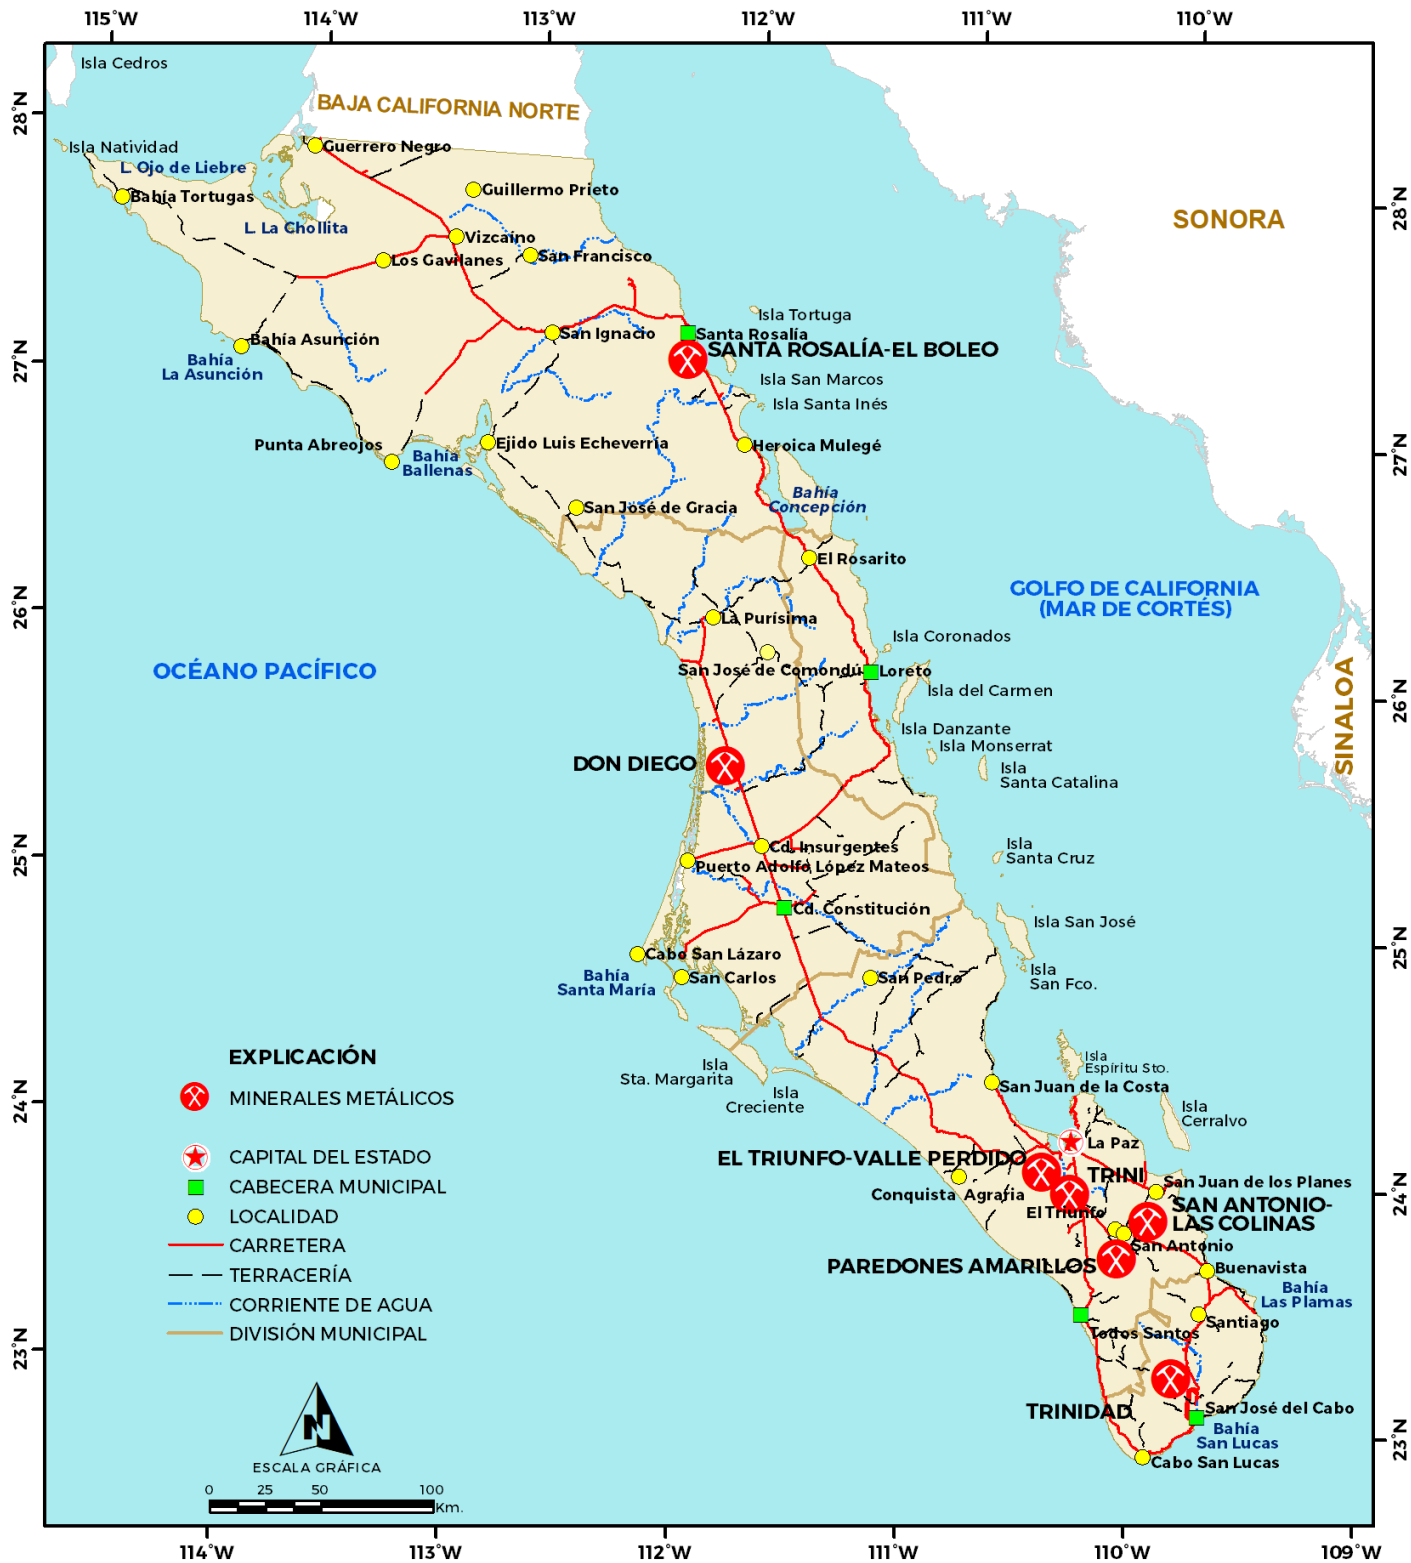 115°W
114°W
113°W
112°W
111°W
110°W
Isla Cedros
28°N
BAJA CALIFORNIA NORTE
Isla Natividad
Guerrero Negro
L. Ojo de Liebre
Bahía Tortugas
Guillermo Prieto
28°N
SONORA
L. La Chollita
Vizcaino
Los Gavilanes
San Francisco
Isla Tortuga
Bahía Asunción
San Ignacio
Santa Rosalía
SANTA ROSALÍA-EL BOLEO
27°N
Bahía
La Asunción
Isla San Marcos
Isla Santa Inés
Punta Abreojos
Ejido Luis Echeverria
Heroica Mulegé
27°N
Bahía
Ballenas
Bahía
Concepción
San José de Gracia
El Rosarito
GOLFO DE CALIFORNIA
(MAR DE CORTÉS)
26°N
La Purísima
Isla Coronados
OCÉANO PACÍFICO
San José de Comondú
Loreto
Isla del Carmen
26°N
SINALOA
Isla Danzante
Isla Monserrat
DON DIEGO
Isla
Santa Catalina
25°N
Cd. Insurgentes
Puerto Adolfo López Mateos
Isla
Santa Cruz
Cd. Constitución
Isla San José
25°N
Cabo San Lázaro
Bahía
Santa María
San Carlos
San Pedro
Isla
San Fco.
EXPLICACIÓN
MINERALES METÁLICOS
CAPITAL DEL ESTADO
CABECERA MUNICIPAL
LOCALIDAD
CARRETERA
TERRACERÍA
CORRIENTE DE AGUA
DIVISIÓN MUNICIPAL
Isla
Sta. Margarita
Isla
Creciente
Isla
Espíritu Sto.
San Juan de la Costa
24°N
Isla
Cerralvo
La Paz
EL TRIUNFO-VALLE PERDIDO
TRINI
San Juan de los Planes
Conquista Agraria
24°N
El Triunfo
SAN ANTONIO-
LAS COLINAS
San Antonio
PAREDONES AMARILLOS
Buenavista
Bahía
Las Plamas
Santiago
Todos Santos
23°N
TRINIDAD
San José del Cabo
Bahía
San Lucas
23°N
Cabo San Lucas
N
ESCALA GRÁFICA
0
25
50
100
Km.
114°W
113°W
112°W
111°W
110°W
109°W